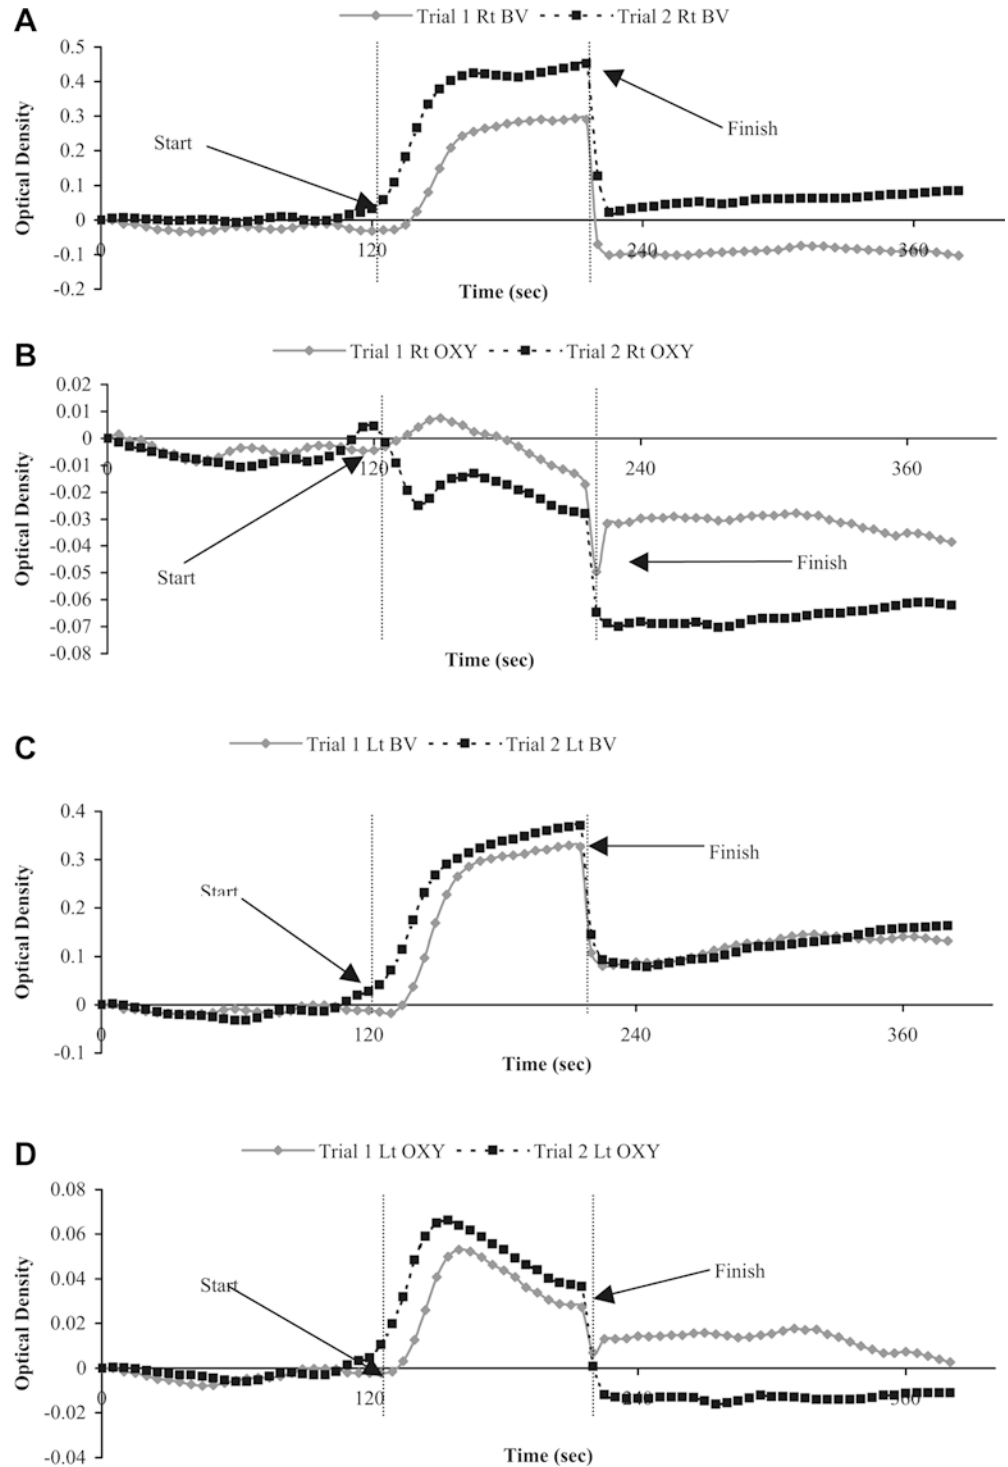 A
Trial 1 Rt BV Trial 2 Rt BV
0.5
0.4
0.3
0.2
0.1
0
-0.1
-0.2
Optical Density
Start
Finish
0 120 240 360
Time (sec)
B
Trial 1 Rt OXY Trial 2 Rt OXY
0.02
0.01
0
-0.01
-0.02
-0.03
-0.04
-0.05
-0.06
-0.07
-0.08
Optical Density
0 120 240 360
Start
Finish
Time (sec)
C
Trial 1 Lt BV Trial 2 Lt BV
0.4
0.3
0.2
0.1
0
-0.1
Optical Density
Start
Finish
0 120 240 360
Time (sec)
D
Trial 1 Lt OXY Trial 2 Lt OXY
0.08
0.06
0.04
0.02
0
-0.02
-0.04
Optical Density
Start
Finish
0 120 240 360
Time (sec)